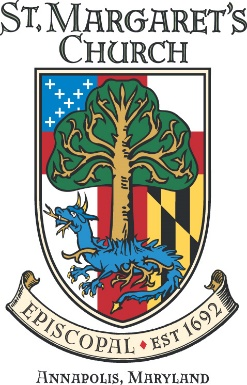 ST. MARGARET'S
CHURCH
EPISCOPAL ♦ EST 1692
ANNAPOLIS, MARYLAND